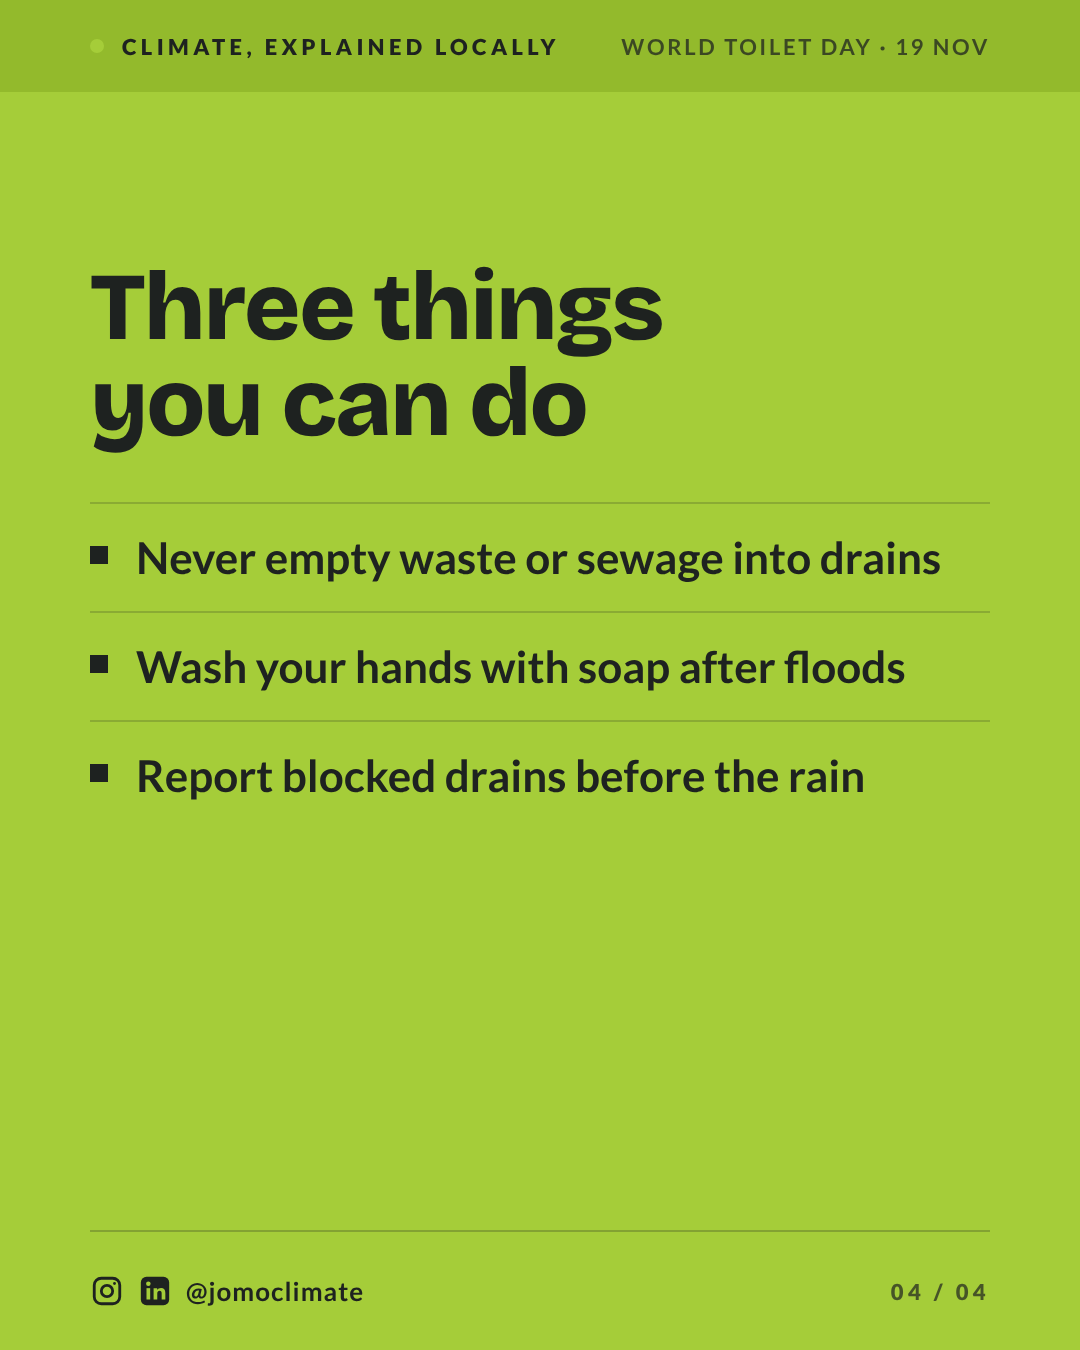 CLIMATE, EXPLAINED LOCALLY
WORLD TOILET DAY · 19 NOV
Three things
you can do
Never empty waste or sewage into drains
Wash your hands with soap after floods
Report blocked drains before the rain
@jomoclimate
04 / 04